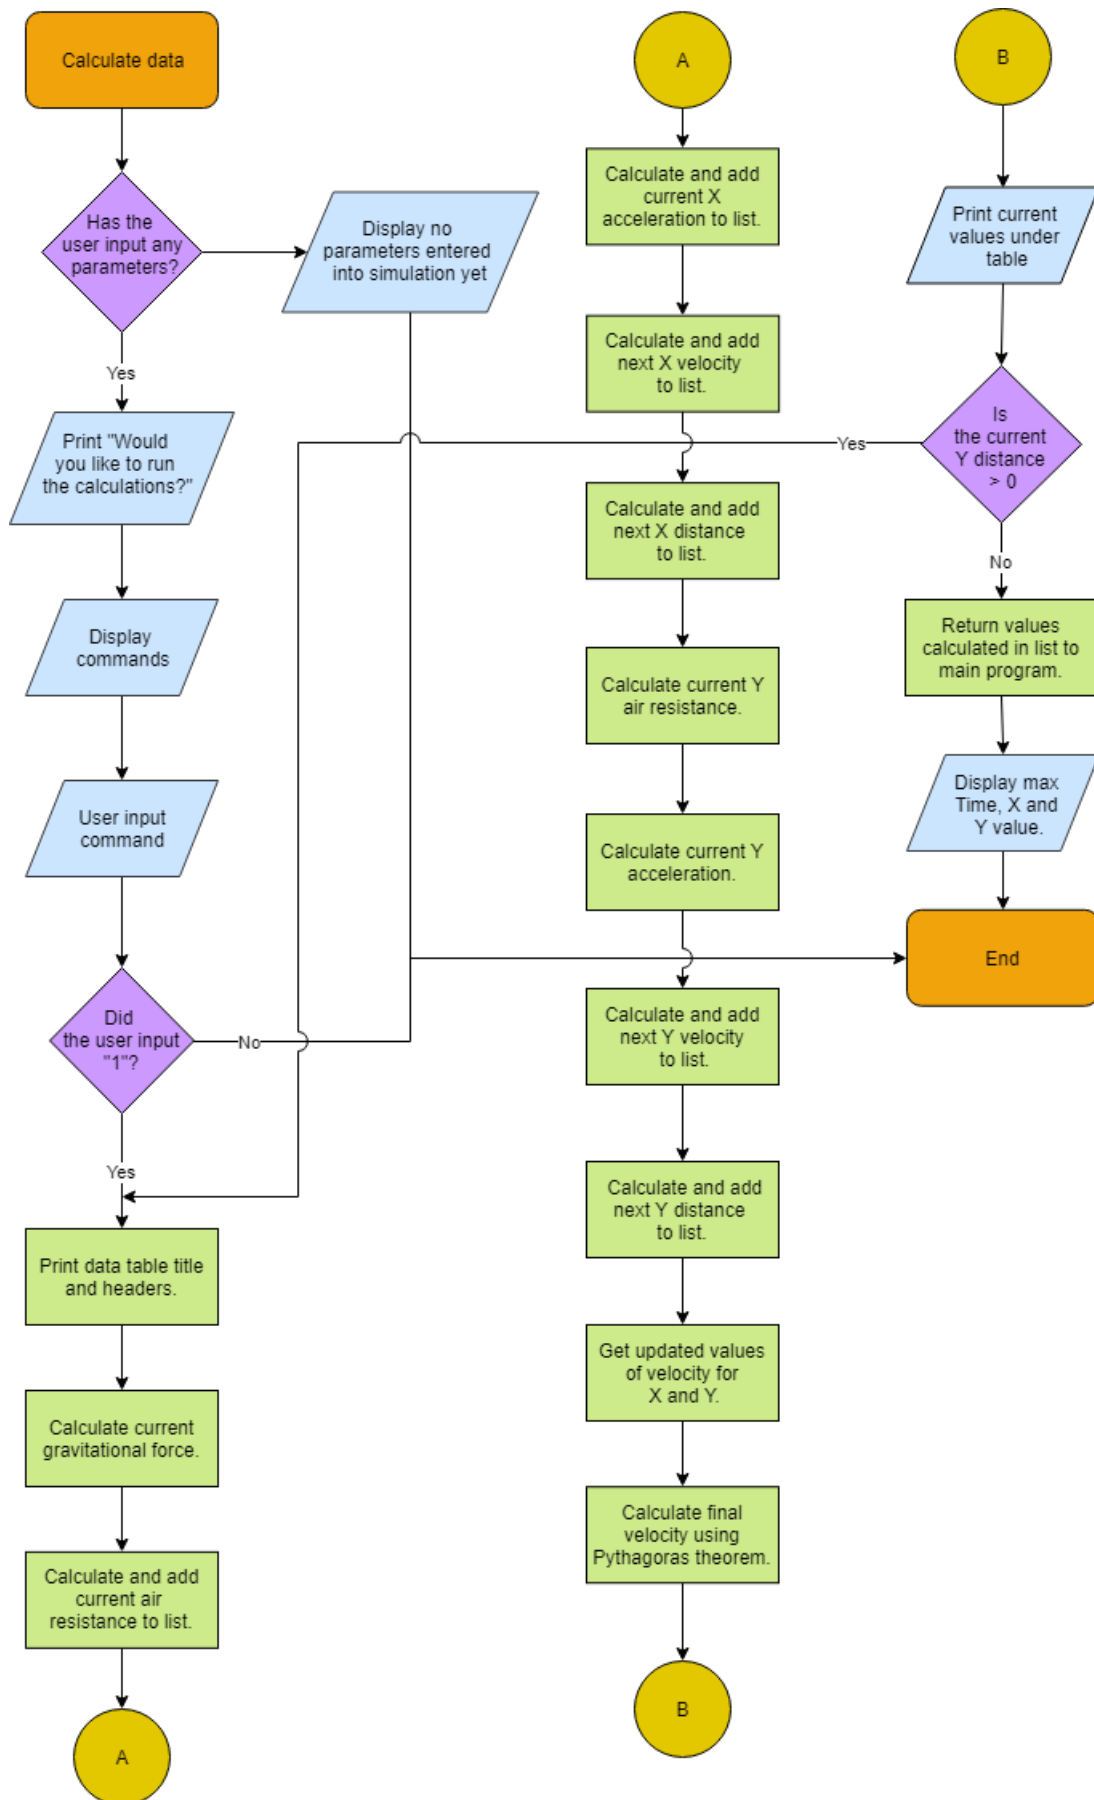 Calculate data
Has the
user input any
parameters?
Display no
parameters entered
into simulation yet
Yes
Print "Would
you like to run
the calculations?"
Display
commands
User input
command
Did
the user input
"1"?
No
Yes
Print data table title
and headers.
Calculate current
gravitational force.
Calculate and add
current air
resistance to list.
A
A
Calculate and add
current X
acceleration to list.
Calculate and add
next X velocity
to list.
Calculate and add
next X distance
to list.
Calculate current Y
air resistance.
Calculate current Y
acceleration.
Calculate and add
next Y velocity
to list.
Calculate and add
next Y distance
to list.
Get updated values
of velocity for
X and Y.
Calculate final
velocity using
Pythagoras theorem.
B
B
Print current
values under
table
Is
the current
Y distance
> 0
Yes
No
Return values
calculated in list to
main program.
Display max
Time, X and
Y value.
End